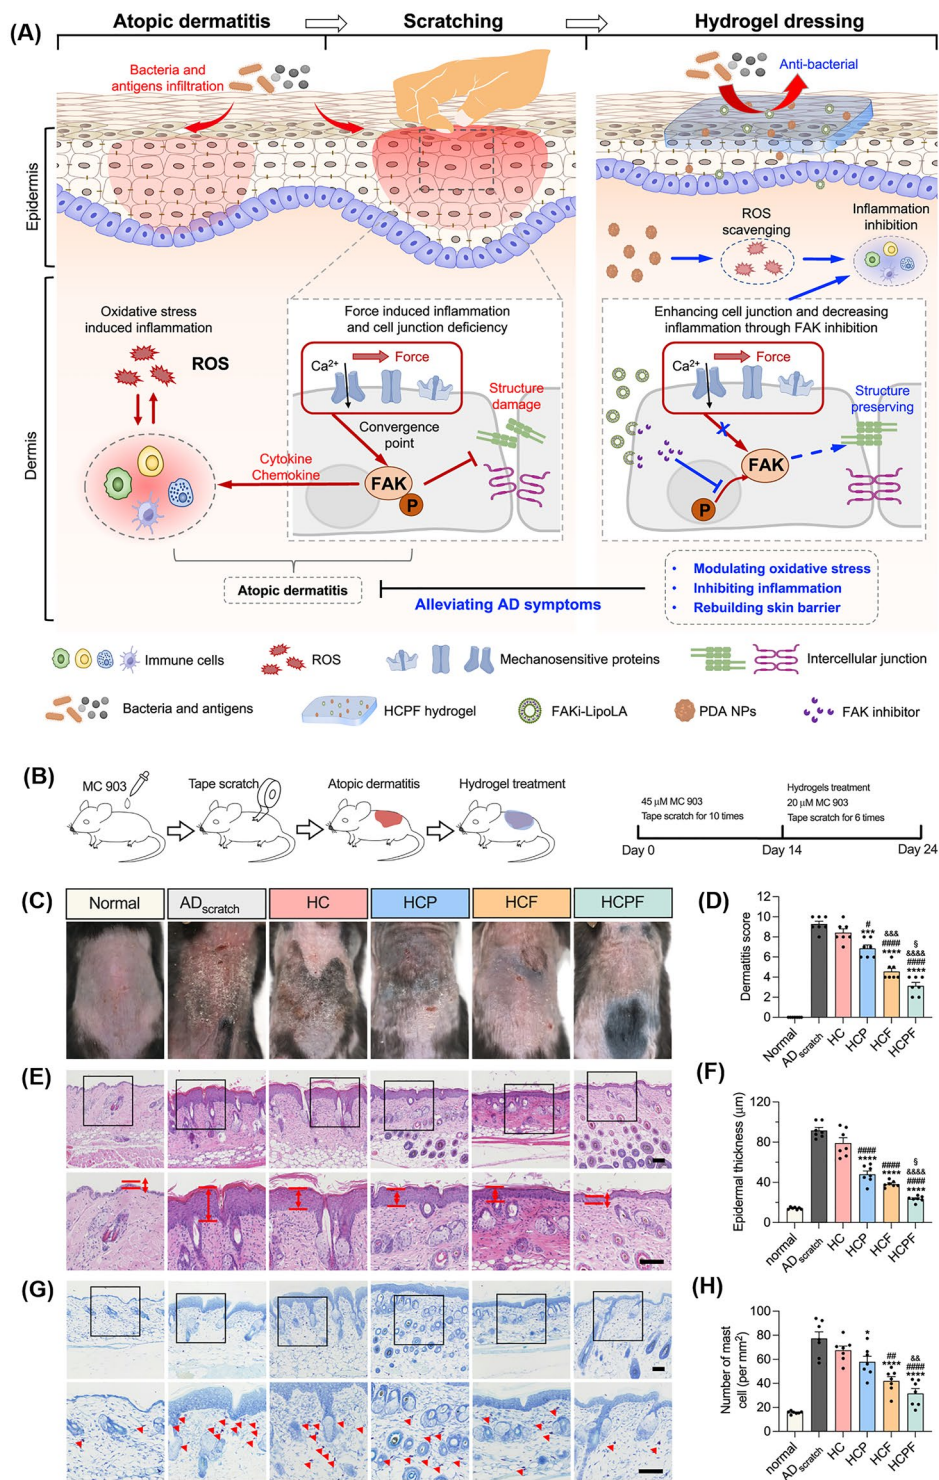 (A)
Atopic dermatitis
Scratching
Hydrogel dressing
Bacteria and
antigens infiltration
Anti-bacterial
Epidermis
Dermis
ROS
scavenging
Inflammation
inhibition
Oxidative stress
induced inflammation
ROS
Force induced inflammation
and cell junction deficiency
Ca2+
Force
Structure
damage
Convergence
point
Cytokine
Chemokine
FAK
P
Enhancing cell junction and decreasing
inflammation through FAK inhibition
Ca2+
Force
Structure
preserving
FAK
P
Atopic dermatitis
Alleviating AD symptoms
• Modulating oxidative stress
• Inhibiting inflammation
• Rebuilding skin barrier
Immune cells
ROS
Mechanosensitive proteins
Intercellular junction
Bacteria and antigens
HCPF hydrogel
FAKi-LipoLA
PDA NPs
FAK inhibitor
(B)
MC 903
Tape scratch
Atopic dermatitis
Hydrogel treatment
45 μM MC 903
Tape scratch for 10 times
Hydrogels treatment
20 μM MC 903
Tape scratch for 6 times
Day 0
Day 14
Day 24
(C)
Normal
ADscratch
HC
HCP
HCF
HCPF
(D)
Dermatitis score
12
10
8
6
4
2
0
#
***
&&&
####
****
§
&&&&
####
****
Normal
ADscratch
HC
HCP
HCF
HCPF
(E)
(F)
Epidermal thickness (μm)
120
80
40
0
####
****
####
****
§
&&&&
####
****
normal
ADscratch
HC
HCP
HCF
HCPF
(G)
(H)
Number of mast
cell (per mm2)
100
80
60
40
20
0
*
##
****
&&
####
****
normal
ADscratch
HC
HCP
HCF
HCPF